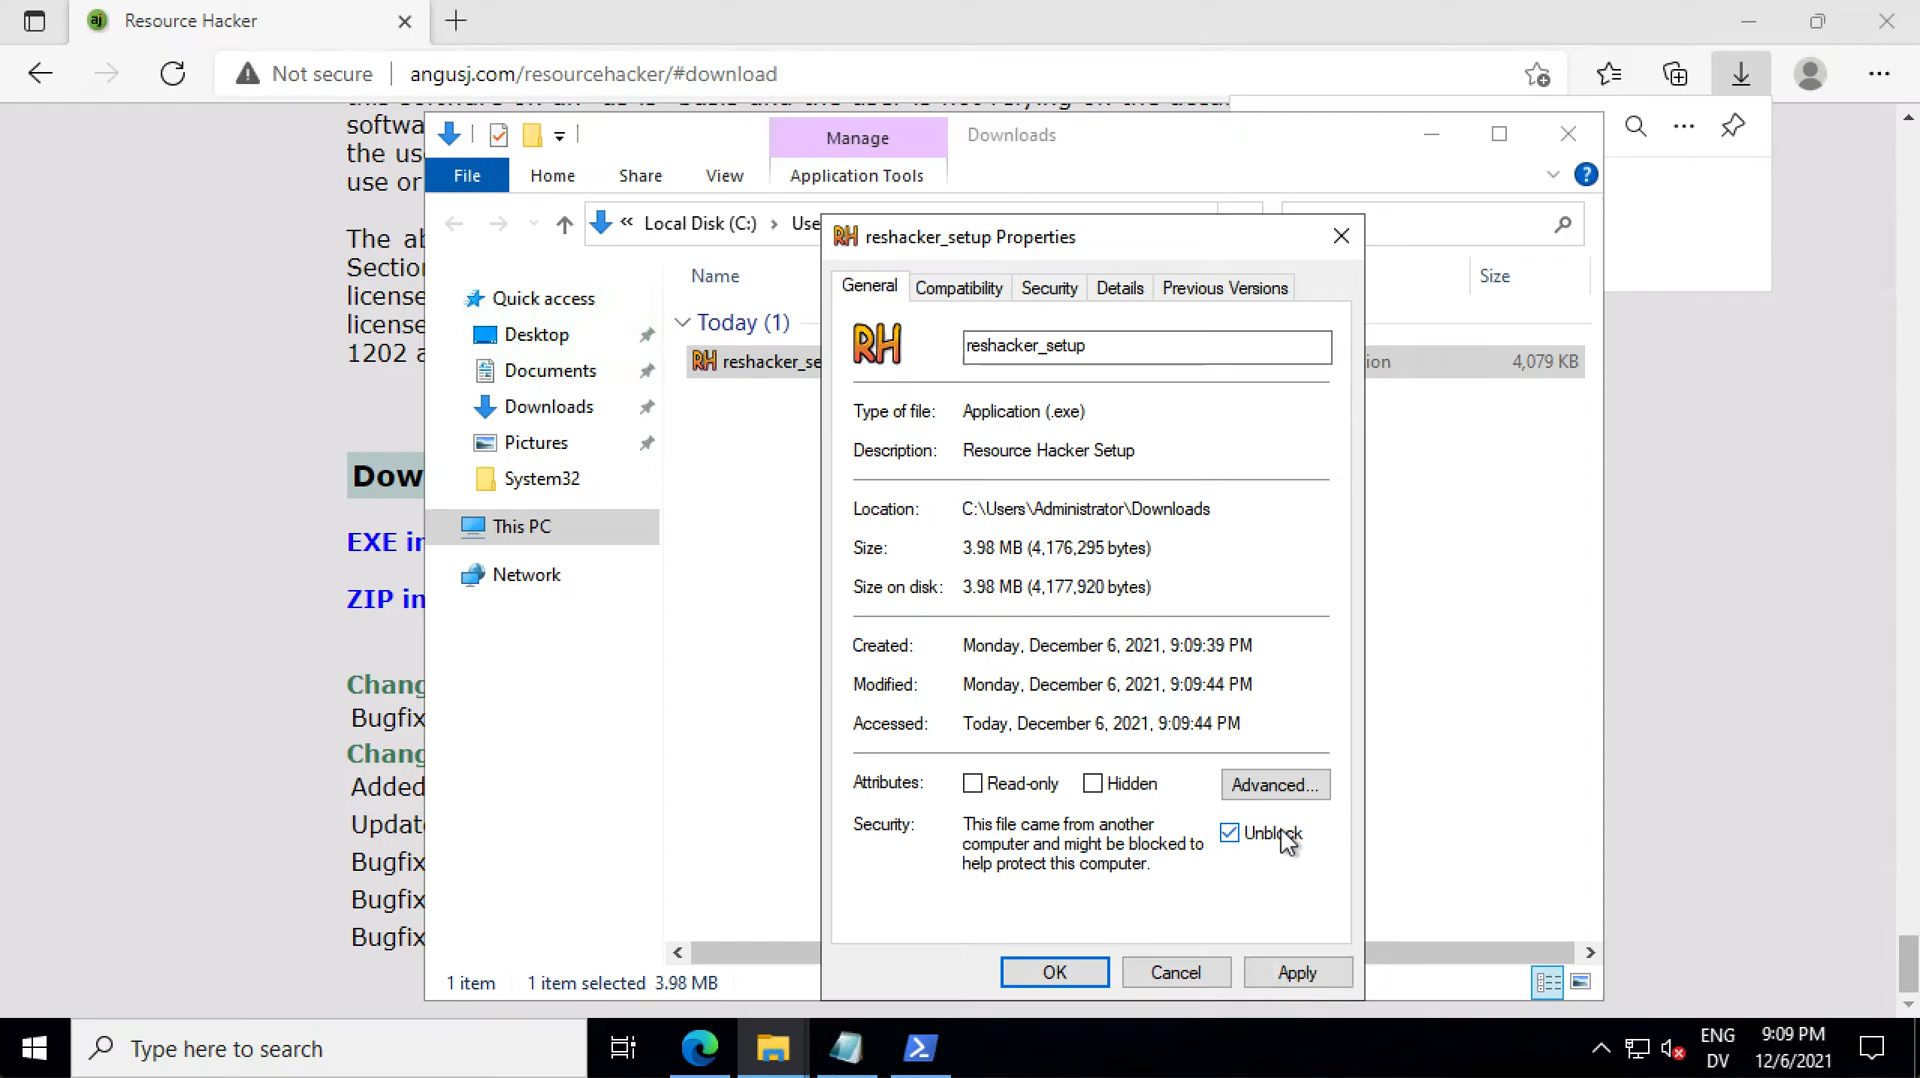 Resource Hacker
Not secure
angusj.com/resourcehacker/#download
softwa
the us
use or
The ab
Section
license
license
1202 a
Dow
EXE in
ZIP in
Chang
Bugfix
Chang
Added
Updat
Bugfix
Bugfix
Bugfix
Manage
Downloads
File
Home
Share
View
Application Tools
« Local Disk (C:) › Use
Name
Size
Quick access
Desktop
Documents
Downloads
Pictures
System32
This PC
Network
Today (1)
RH reshacker_se
ion
4,079 KB
1 item
1 item selected 3.98 MB
RH reshacker_setup Properties
General
Compatibility
Security
Details
Previous Versions
RH
reshacker_setup
Type of file: Application (.exe)
Description: Resource Hacker Setup
Location: C:\Users\Administrator\Downloads
Size: 3.98 MB (4,176,295 bytes)
Size on disk: 3.98 MB (4,177,920 bytes)
Created: Monday, December 6, 2021, 9:09:39 PM
Modified: Monday, December 6, 2021, 9:09:44 PM
Accessed: Today, December 6, 2021, 9:09:44 PM
Attributes: Read-only Hidden Advanced...
Security: This file came from another
computer and might be blocked to
help protect this computer.
Unblock
OK
Cancel
Apply
Type here to search
ENG
DV
9:09 PM
12/6/2021